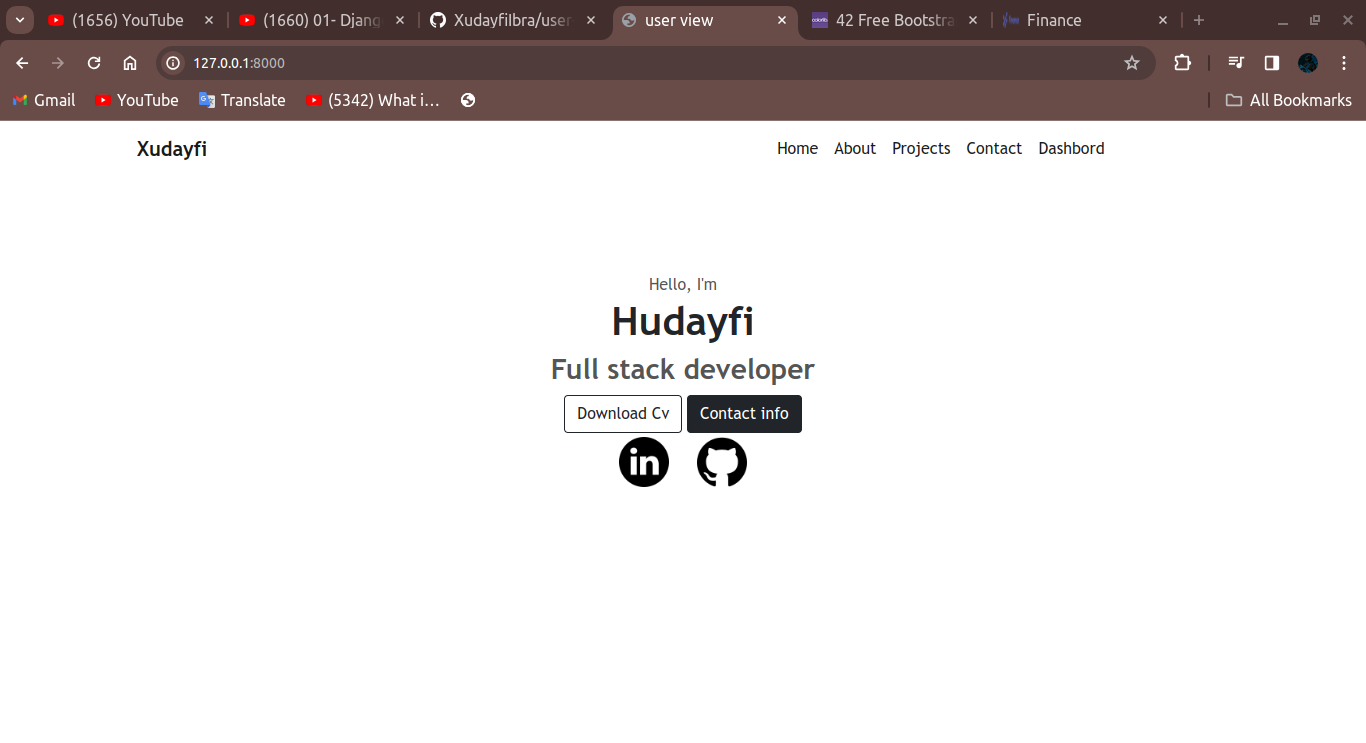 (1656) YouTube (1660) 01- Djang XudayfiIbra/user user view 42 Free Bootstra Finance
127.0.0.1:8000
Gmail YouTube Translate (5342) What i... All Bookmarks
Xudayfi Home About Projects Contact Dashbord
Hello, I'm
Hudayfi
Full stack developer
Download Cv Contact info
in